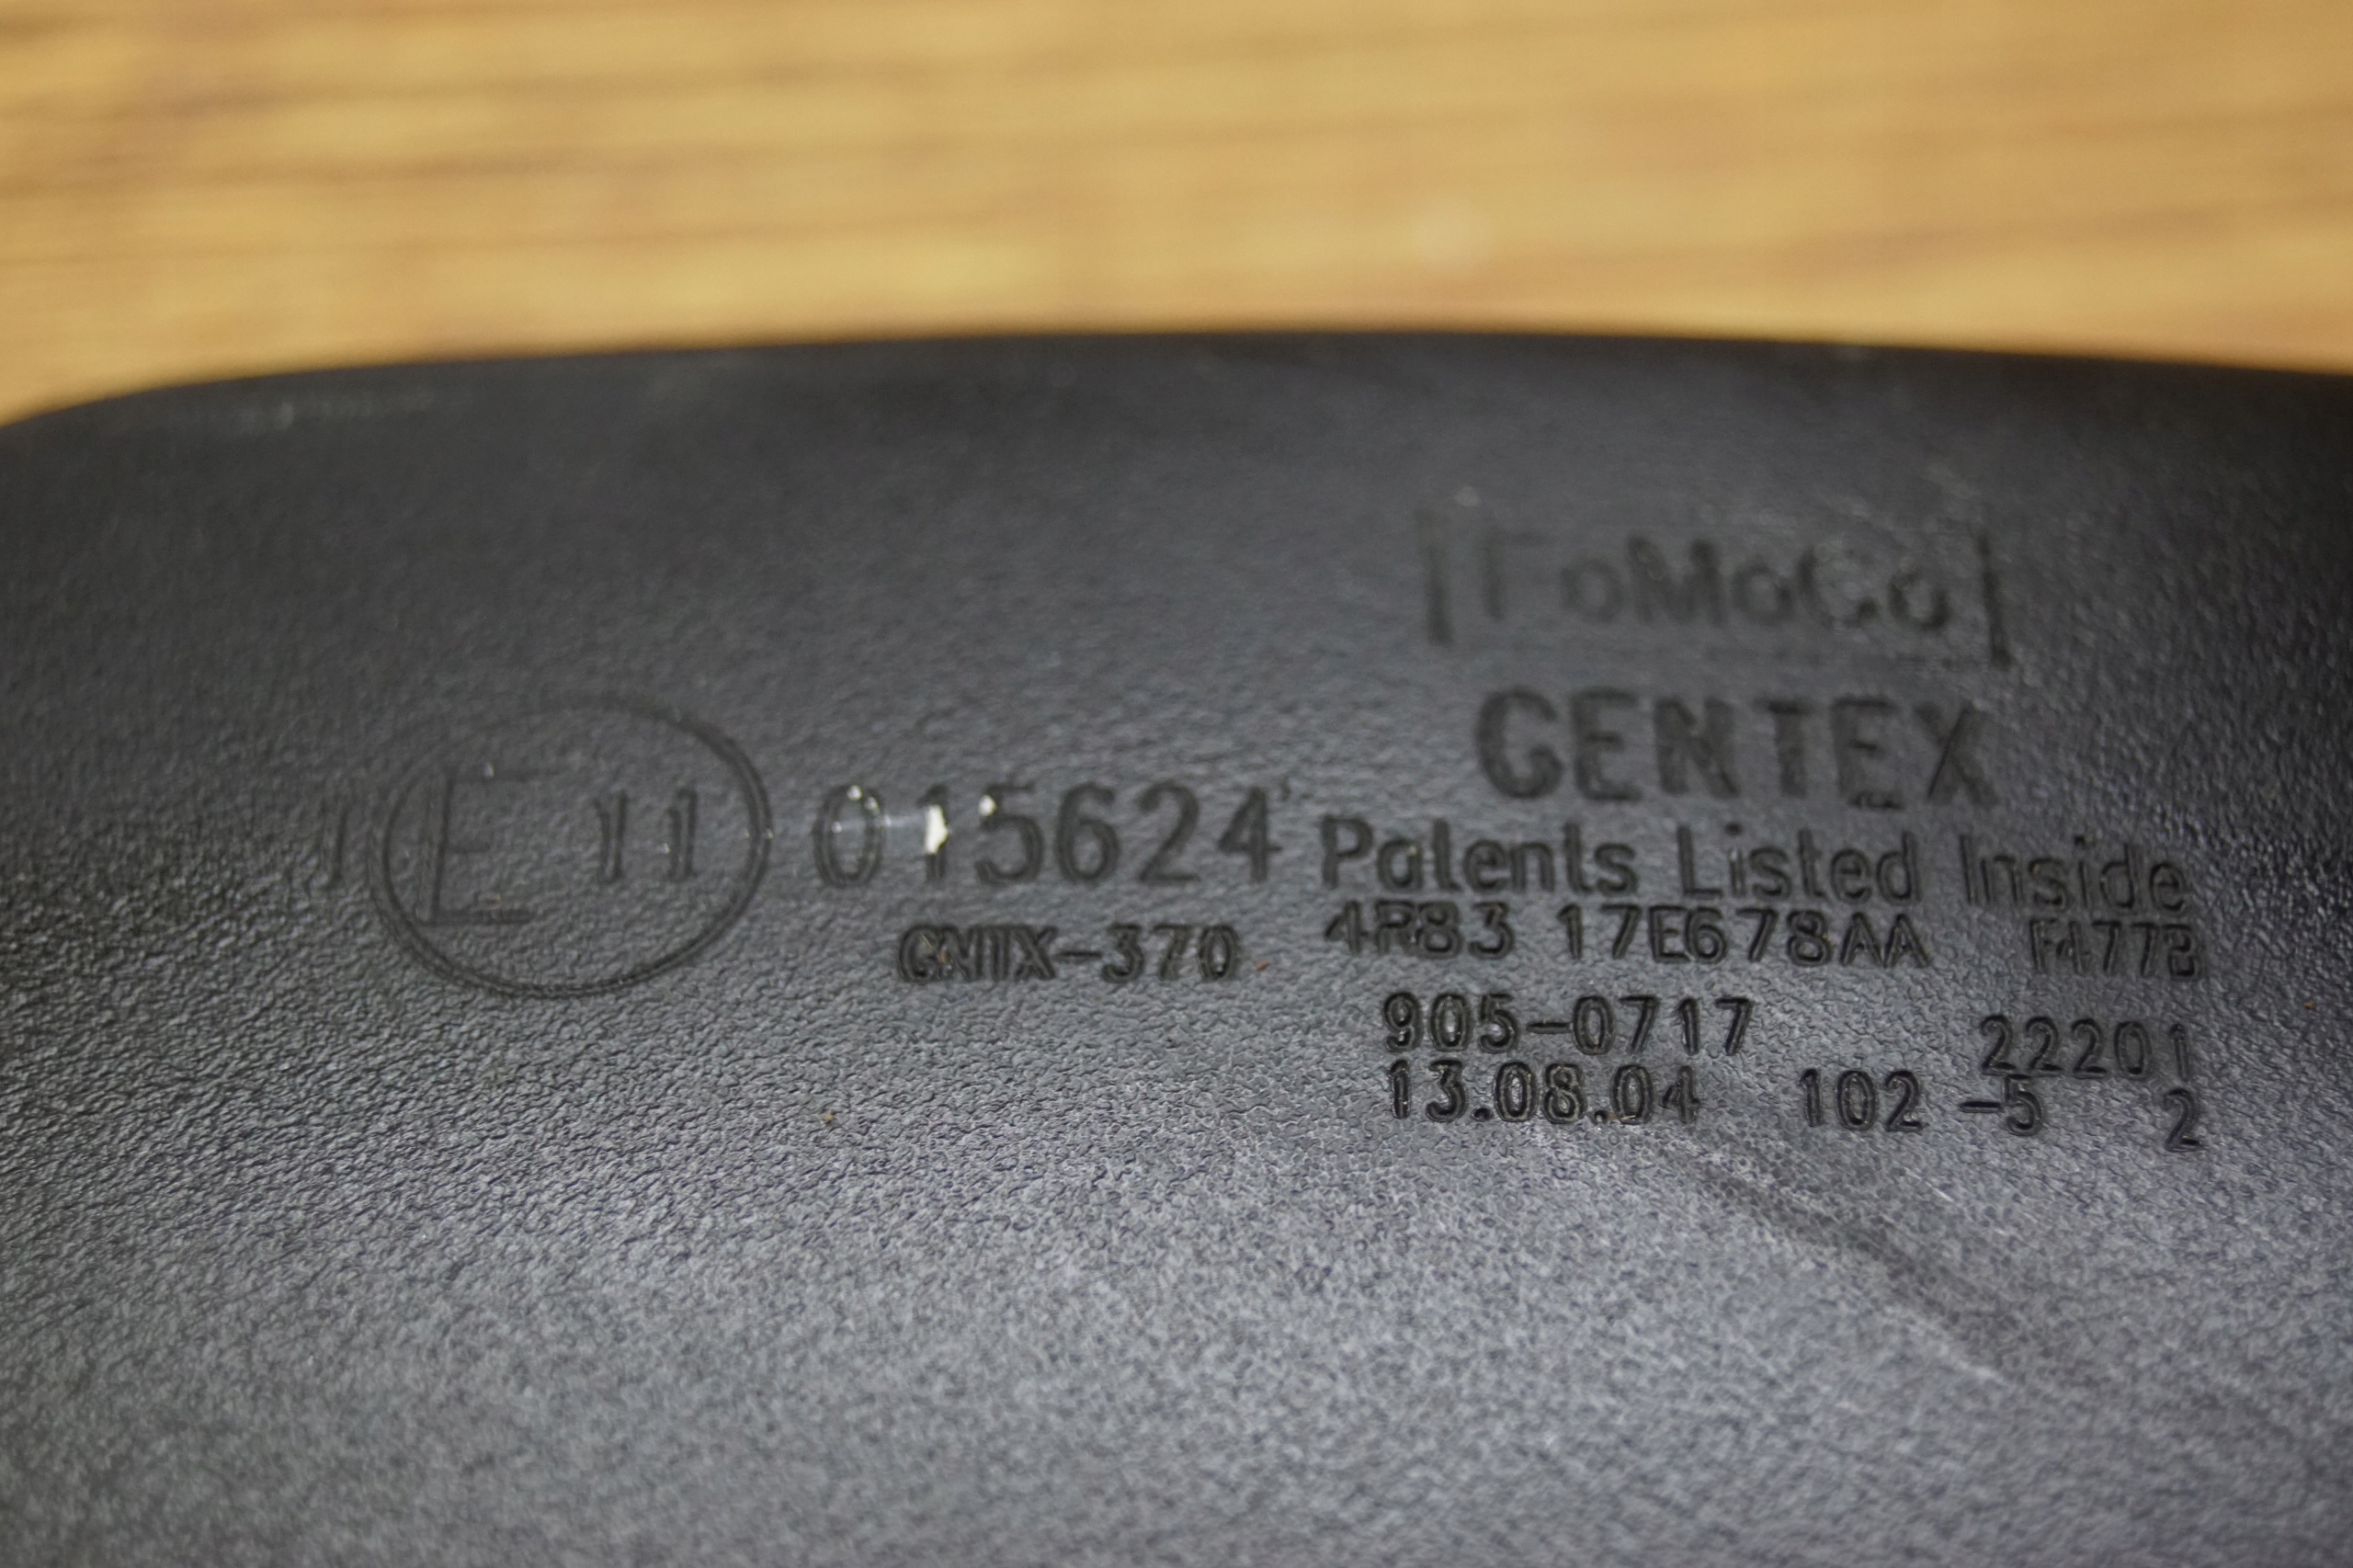 FoMoCo
GENTEX
I E 11 015624 Patents Listed Inside
GNTX-370 4R83 17E678AA F477B
905-0717 22201
13.08.04 102 -5 2